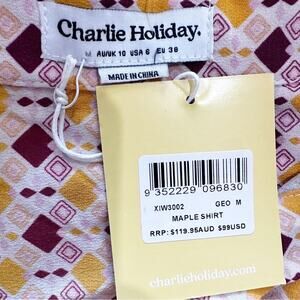 Charlie Holiday.
M AU/UK 10 USA 6 EU 38
MADE IN CHINA
9 352229 096830
XIW3002 GEO M
MAPLE SHIRT
RRP: $119.95AUD $99USD
charlieholiday.com